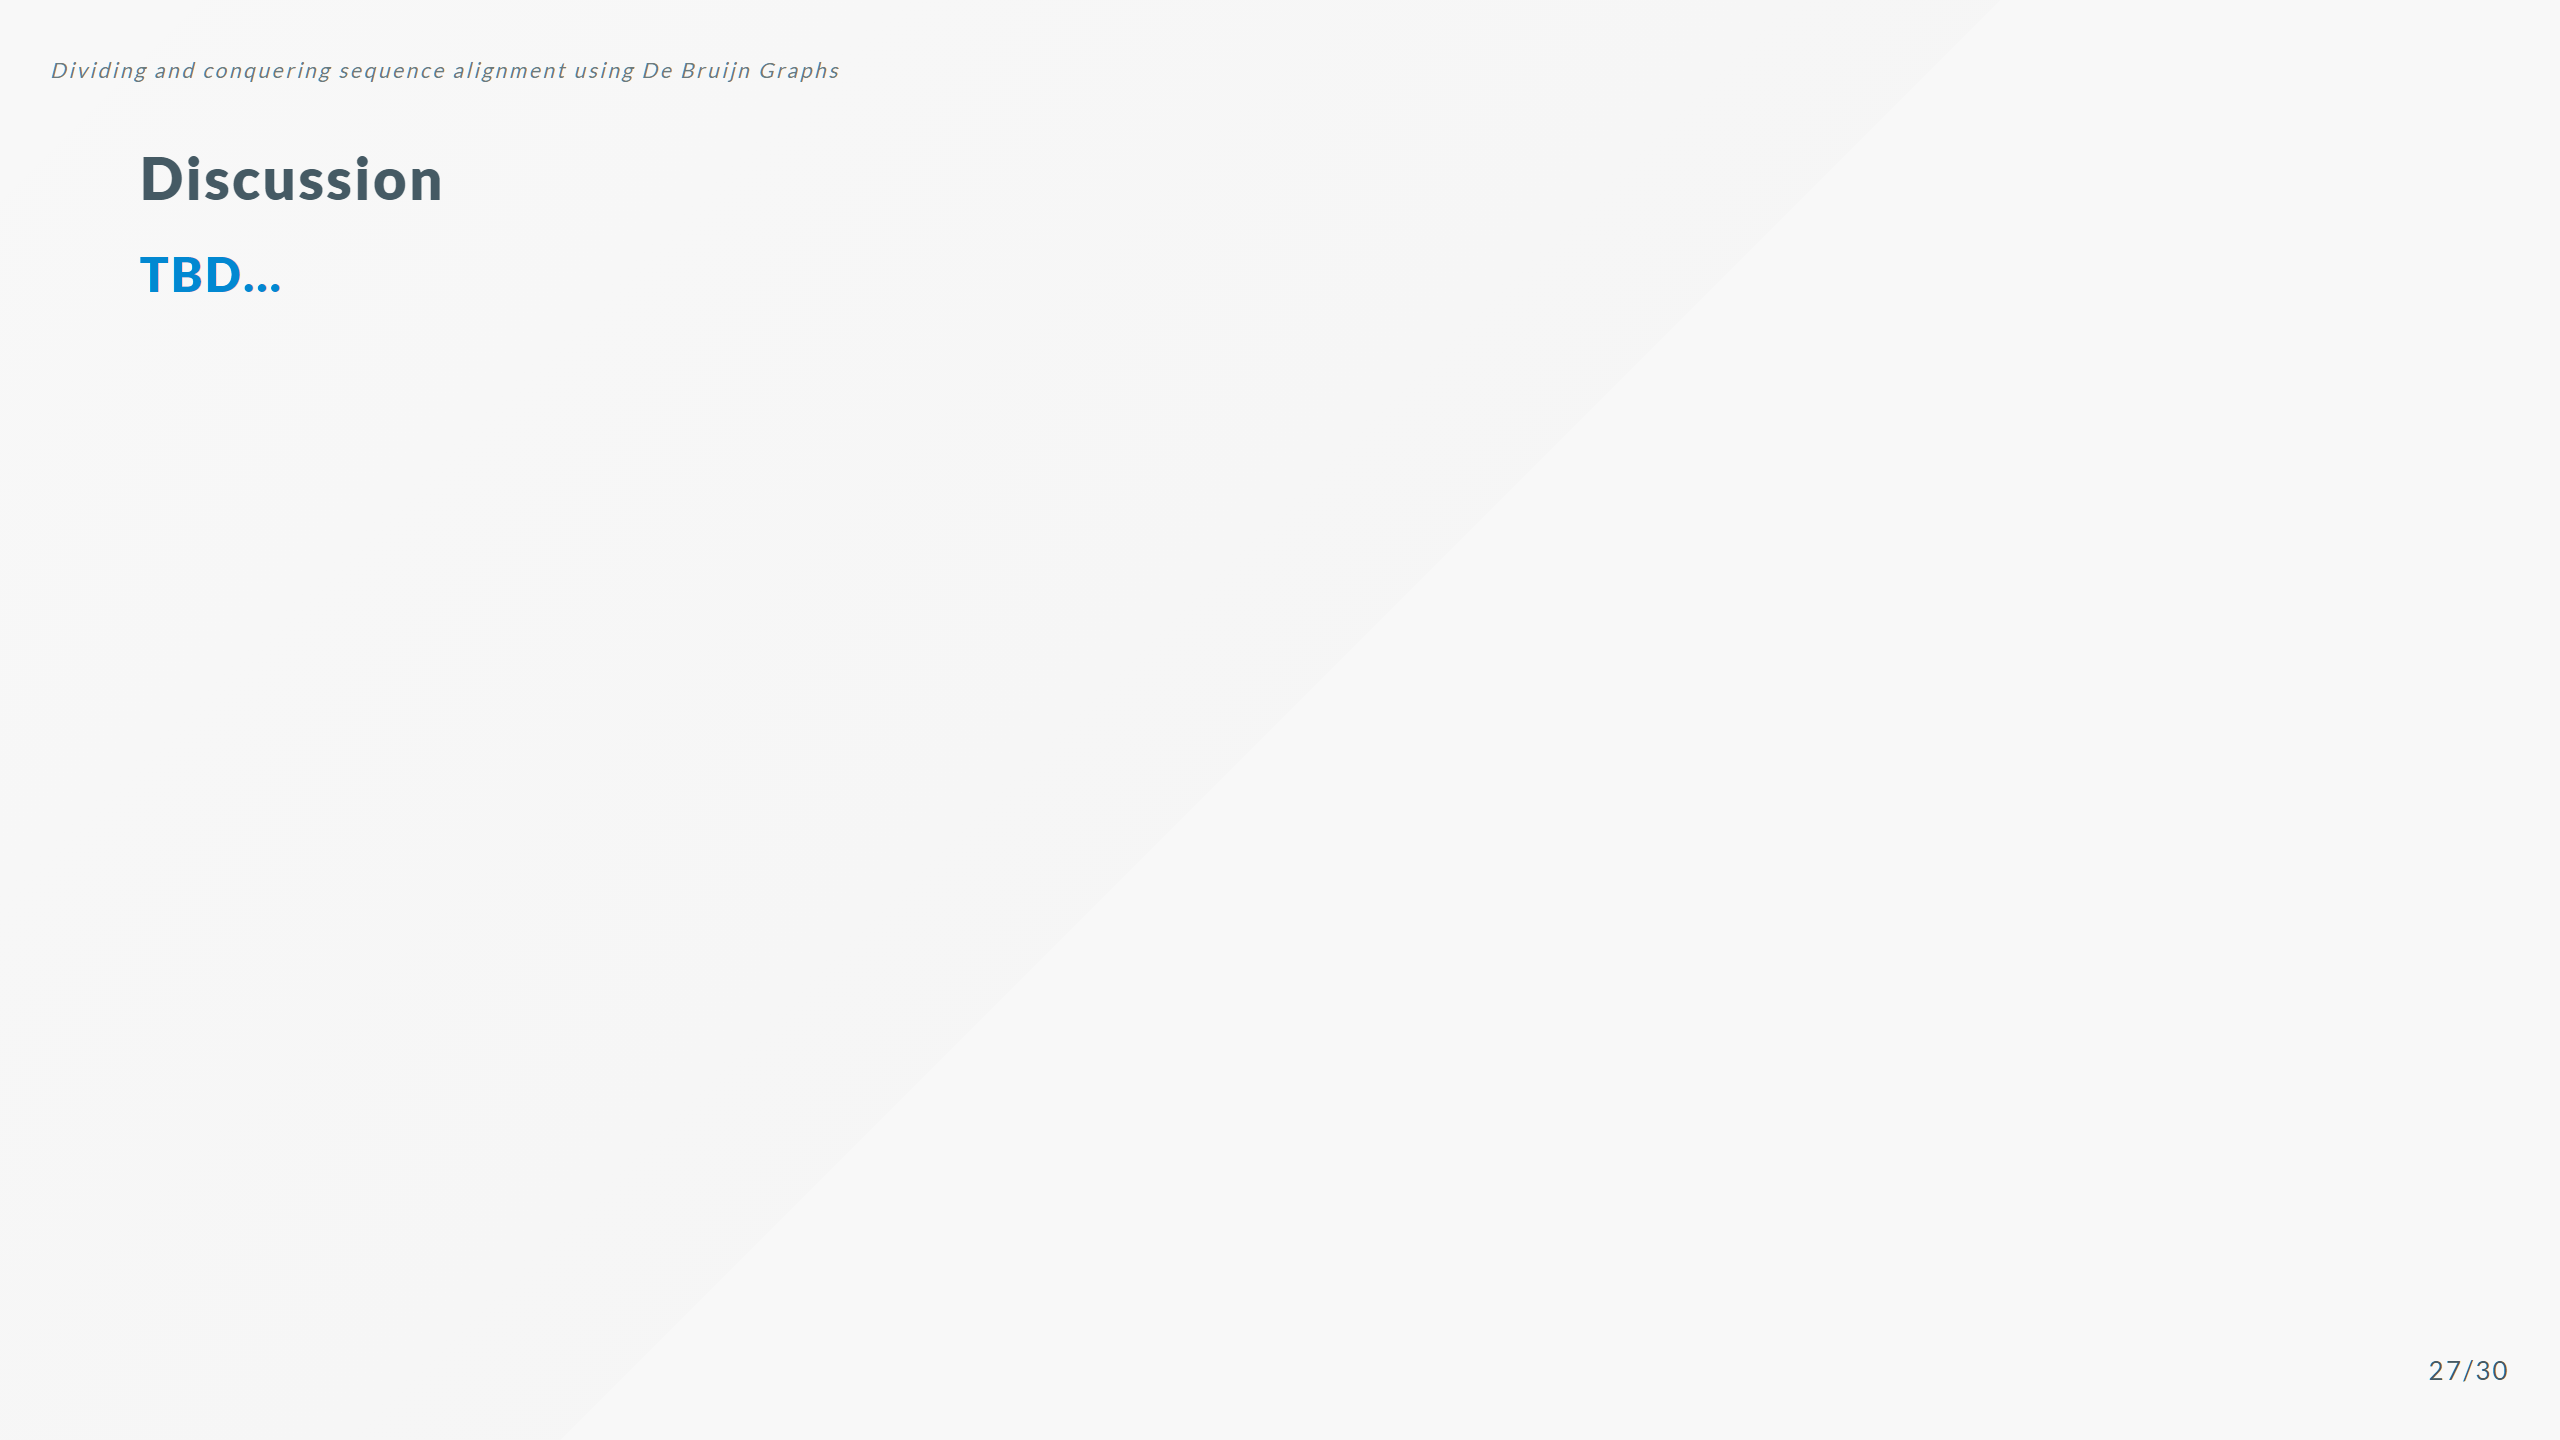 Dividing and conquering sequence alignment using De Bruijn Graphs
Discussion
TBD...
27/30